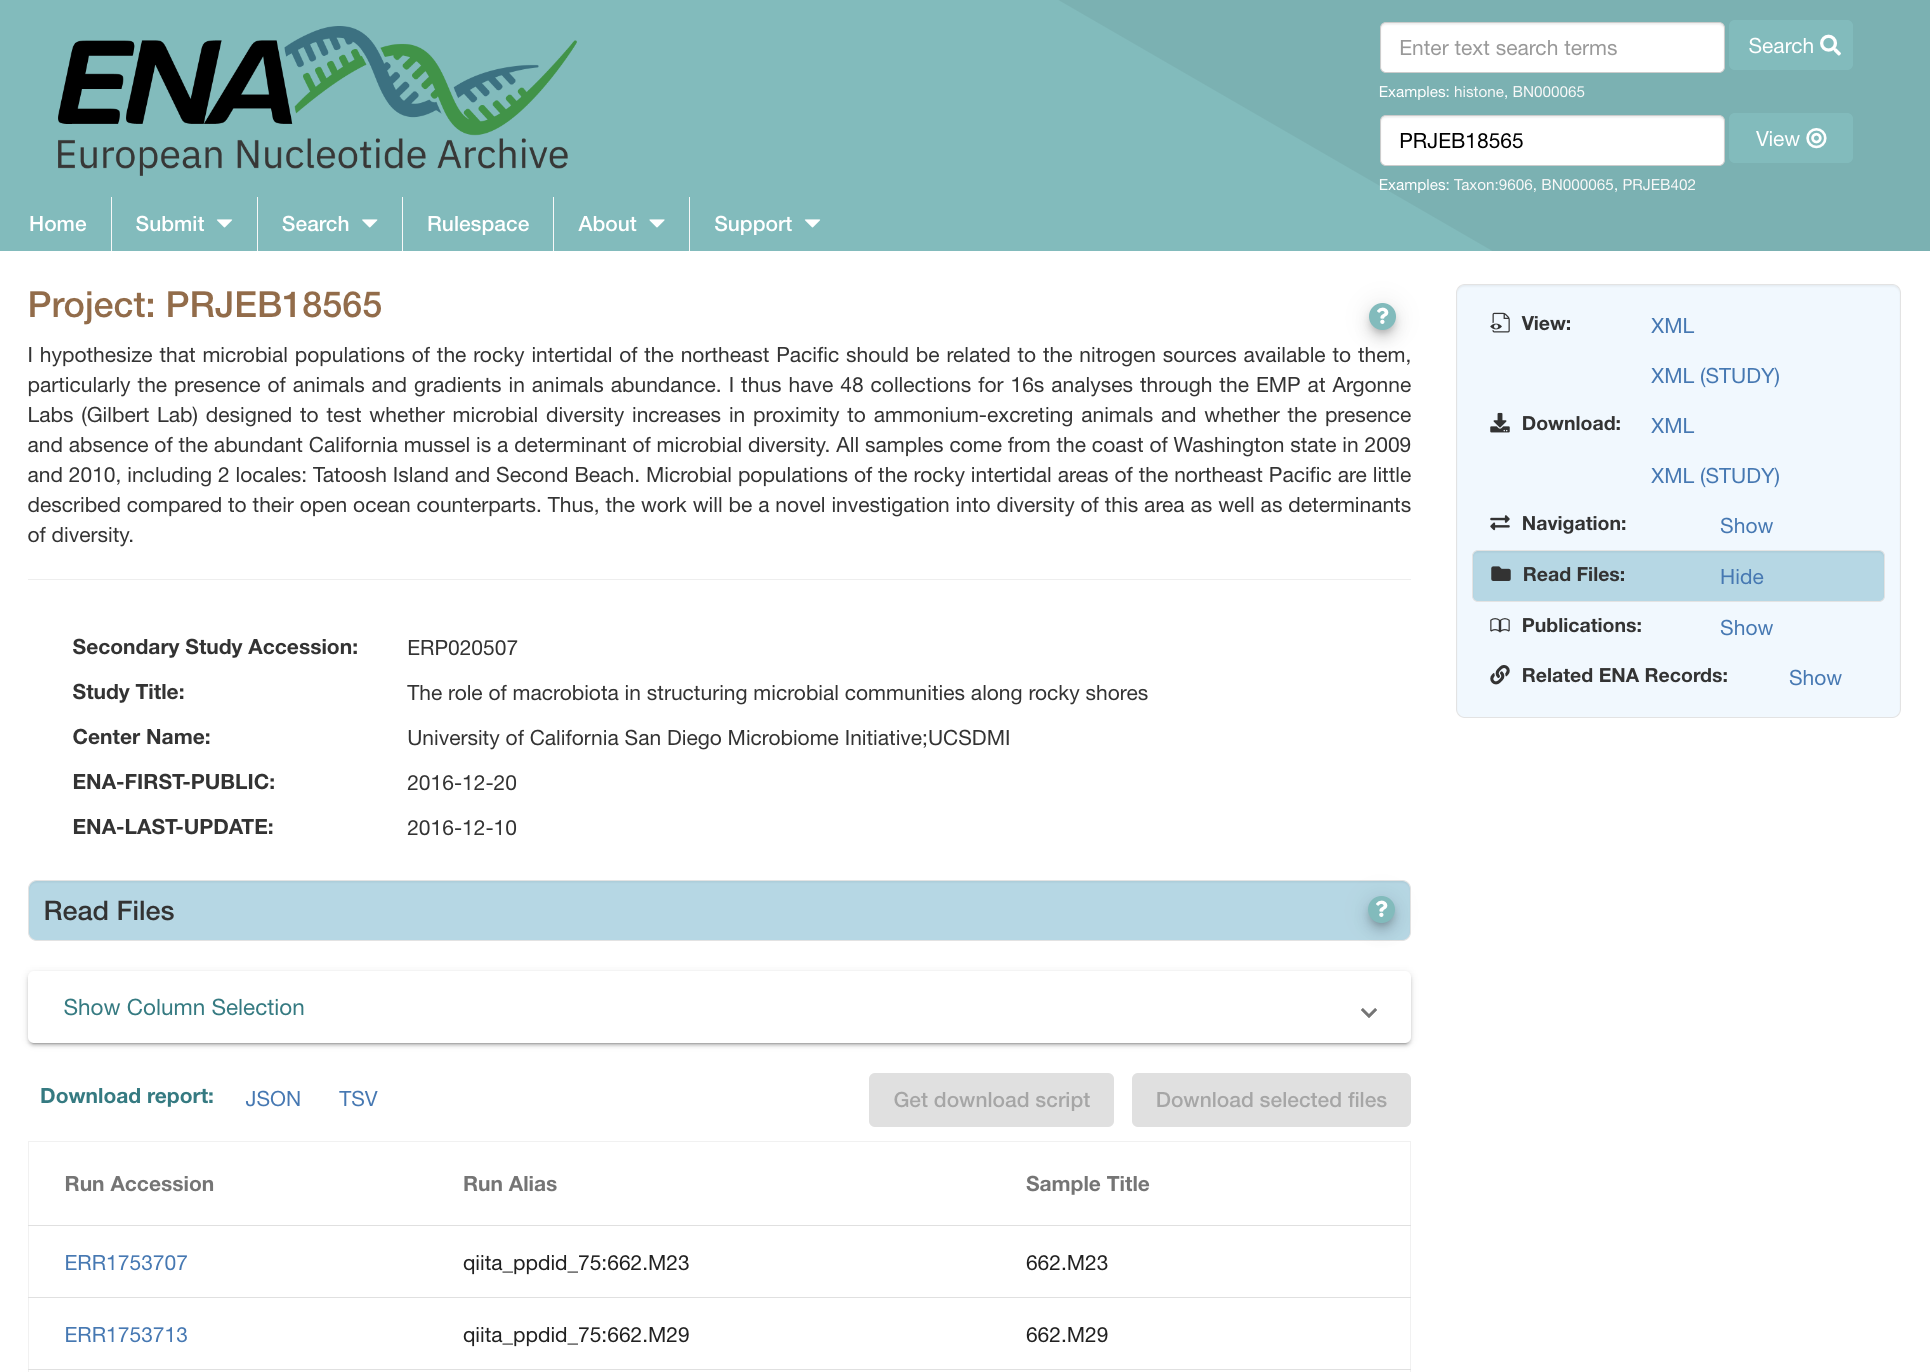 ENA
European Nucleotide Archive
Enter text search terms
Search
Examples: histone, BN000065
PRJEB18565
View
Examples: Taxon:9606, BN000065, PRJEB402
Home
Submit
Search
Rulespace
About
Support
Project: PRJEB18565
?
I hypothesize that microbial populations of the rocky intertidal of the northeast Pacific should be related to the nitrogen sources available to them,
particularly the presence of animals and gradients in animals abundance. I thus have 48 collections for 16s analyses through the EMP at Argonne
Labs (Gilbert Lab) designed to test whether microbial diversity increases in proximity to ammonium-excreting animals and whether the presence
and absence of the abundant California mussel is a determinant of microbial diversity. All samples come from the coast of Washington state in 2009
and 2010, including 2 locales: Tatoosh Island and Second Beach. Microbial populations of the rocky intertidal areas of the northeast Pacific are little
described compared to their open ocean counterparts. Thus, the work will be a novel investigation into diversity of this area as well as determinants
of diversity.
View: XML
XML (STUDY)
Download: XML
XML (STUDY)
Navigation: Show
Read Files: Hide
Publications: Show
Related ENA Records: Show
Secondary Study Accession: ERP020507
Study Title: The role of macrobiota in structuring microbial communities along rocky shores
Center Name: University of California San Diego Microbiome Initiative;UCSDMI
ENA-FIRST-PUBLIC: 2016-12-20
ENA-LAST-UPDATE: 2016-12-10
Read Files
?
Show Column Selection
Download report: JSON TSV
Get download script
Download selected files
Run Accession Run Alias Sample Title
ERR1753707 qiita_ppdid_75:662.M23 662.M23
ERR1753713 qiita_ppdid_75:662.M29 662.M29